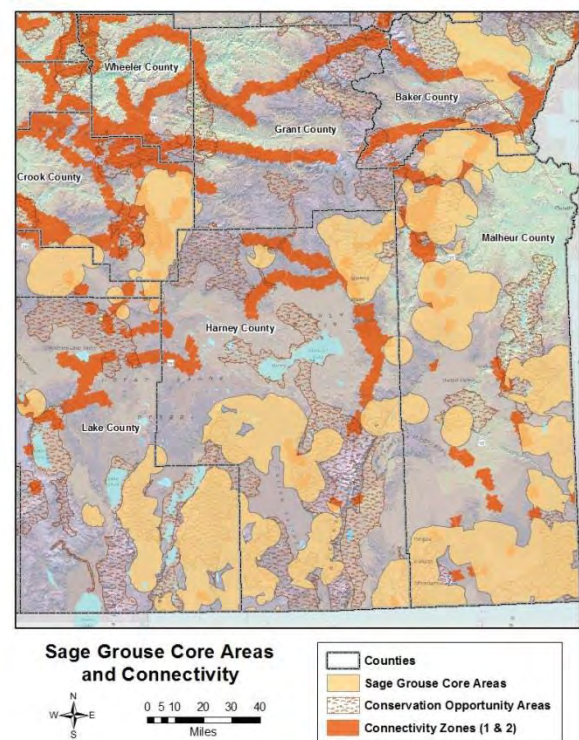 Wheeler County
Baker County
Grant County
Crook County
Malheur County
Harney County
Lake County
Sage Grouse Core Areas
and Connectivity
N
W E
S
0 5 10 20 30 40
Miles
Counties
Sage Grouse Core Areas
Conservation Opportunity Areas
Connectivity Zones (1 & 2)